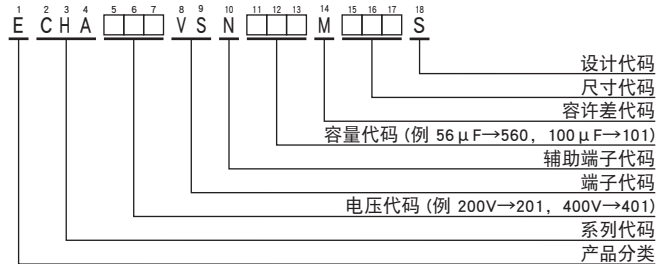 1 2 3 4 5 6 7 8 9 10 11 12 13 14 15 16 17 18
E C H A □□□ V S N □□□ M □□□ S
设计代码
尺寸代码
容许差代码
容量代码 (例 56μF→560, 100μF→101)
辅助端子代码
端子代码
电压代码 (例 200V→201, 400V→401)
系列代码
产品分类